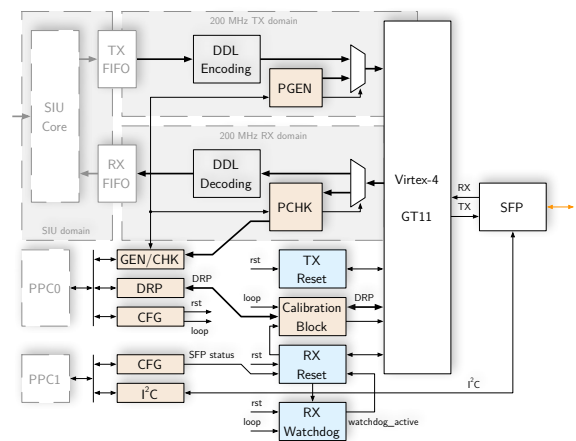 200 MHz TX domain
TX
FIFO
DDL
Encoding
PGEN
SIU
Core
200 MHz RX domain
RX
FIFO
DDL
Decoding
PCHK
SIU domain
Virtex-4
GT11
RX
TX
SFP
GEN/CHK
rst
TX
Reset
PPC0
DRP
DRP
CFG
rst
loop
loop
Calibration
Block
DRP
PPC1
CFG
SFP status
rst
RX
Reset
I²C
I²C
rst
loop
RX
Watchdog
watchdog_active